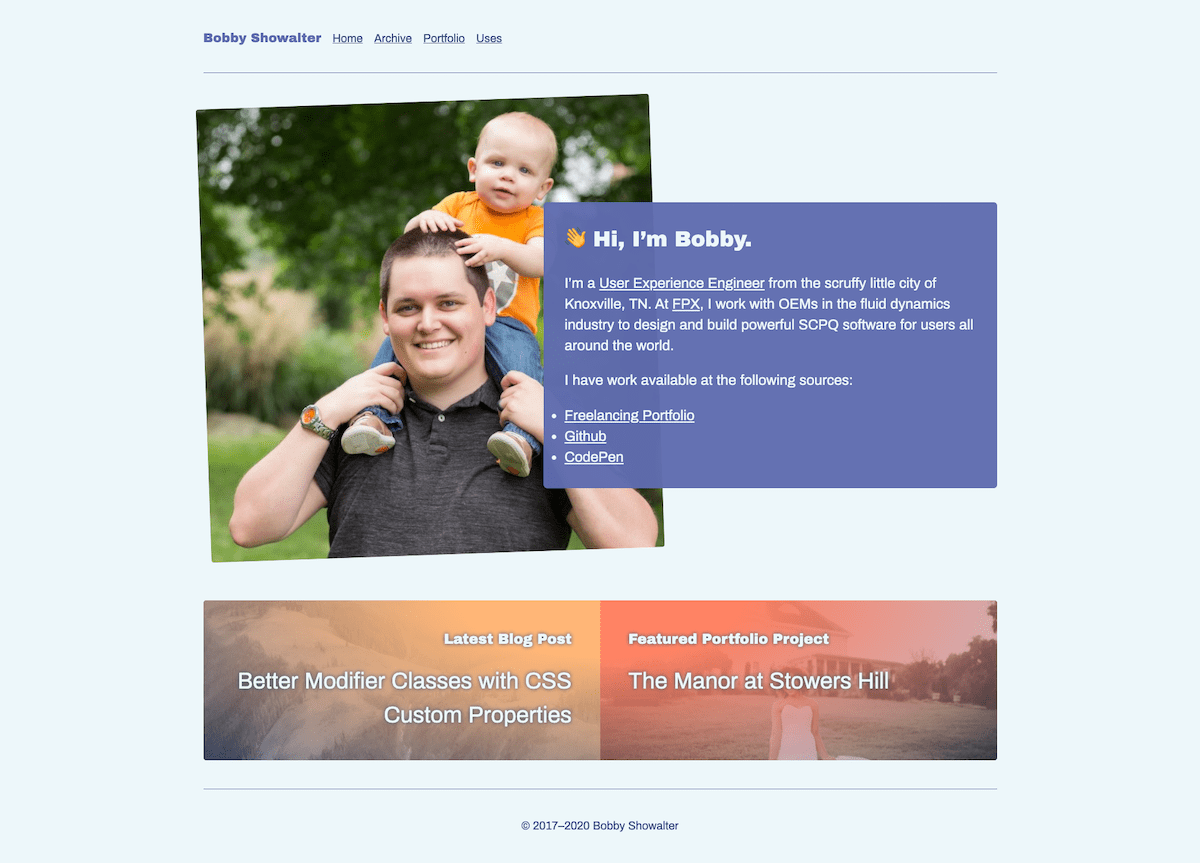 Bobby Showalter Home Archive Portfolio Uses
👋 Hi, I’m Bobby.
I’m a User Experience Engineer from the scruffy little city of
Knoxville, TN. At FPX, I work with OEMs in the fluid dynamics
industry to design and build powerful SCPQ software for users all
around the world.
I have work available at the following sources:
• Freelancing Portfolio
• Github
• CodePen
Latest Blog Post
Better Modifier Classes with CSS
Custom Properties
Featured Portfolio Project
The Manor at Stowers Hill
© 2017–2020 Bobby Showalter